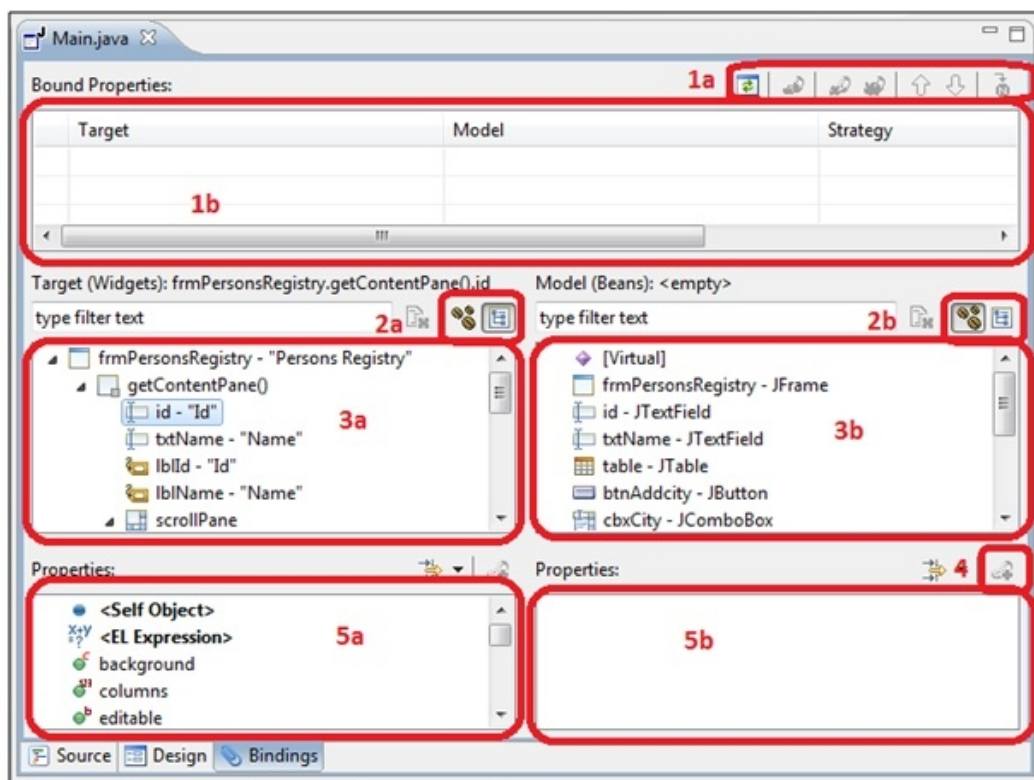 Main.java
Bound Properties:
1a
Target Model Strategy
1b
Target (Widgets): frmPersonsRegistry.getContentPane().id
Model (Beans): <empty>
type filter text
2a
type filter text
2b
frmPersonsRegistry - "Persons Registry"
getContentPane()
id - "Id"
txtName - "Name"
lblId - "Id"
lblName - "Name"
scrollPane
3a
[Virtual]
frmPersonsRegistry - JFrame
id - JTextField
txtName - JTextField
table - JTable
btnAddcity - JButton
cbxCity - JComboBox
3b
Properties:
Properties:
4
<Self Object>
X+Y
=?
<EL Expression>
background
columns
editable
5a
5b
Source Design Bindings